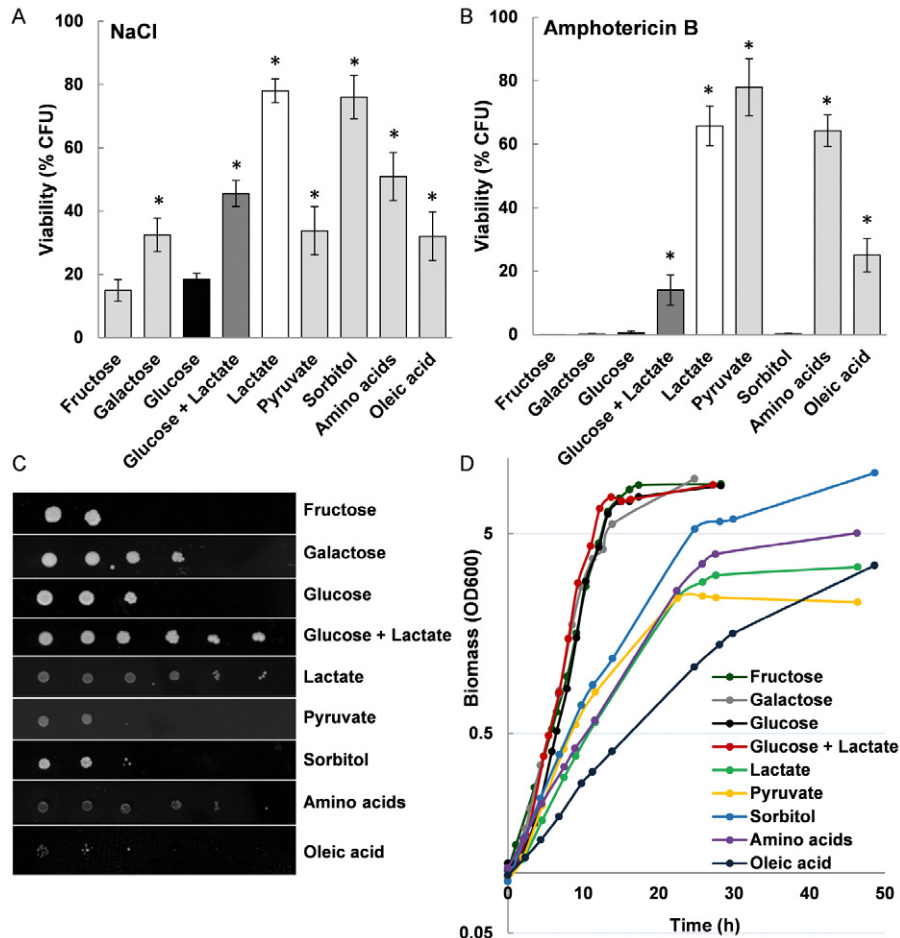 A
NaCl
Viability (% CFU)
100
80
60
40
20
0
*
*
*
*
*
*
*
Fructose
Galactose
Glucose
Glucose + Lactate
Lactate
Pyruvate
Sorbitol
Amino acids
Oleic acid
B
Amphotericin B
Viability (% CFU)
100
80
60
40
20
0
*
*
*
*
*
Fructose
Galactose
Glucose
Glucose + Lactate
Lactate
Pyruvate
Sorbitol
Amino acids
Oleic acid
C
Fructose
Galactose
Glucose
Glucose + Lactate
Lactate
Pyruvate
Sorbitol
Amino acids
Oleic acid
D
Biomass (OD600)
5
0.5
0.05
Fructose
Galactose
Glucose
Glucose + Lactate
Lactate
Pyruvate
Sorbitol
Amino acids
Oleic acid
0
10
20
30
40
50
Time (h)